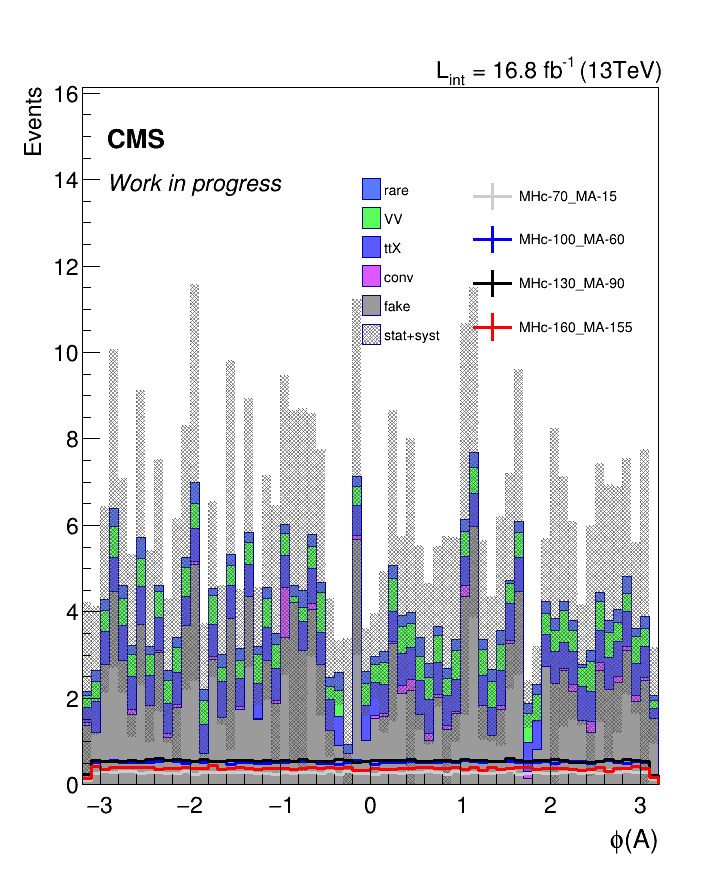 L_int = 16.8 fb^-1 (13TeV)
Events
16
CMS
14
Work in progress
rare
VV
ttX
conv
fake
stat+syst
MHc-70_MA-15
MHc-100_MA-60
MHc-130_MA-90
MHc-160_MA-155
12
10
8
6
4
2
0
−3 −2 −1 0 1 2 3
ϕ(A)